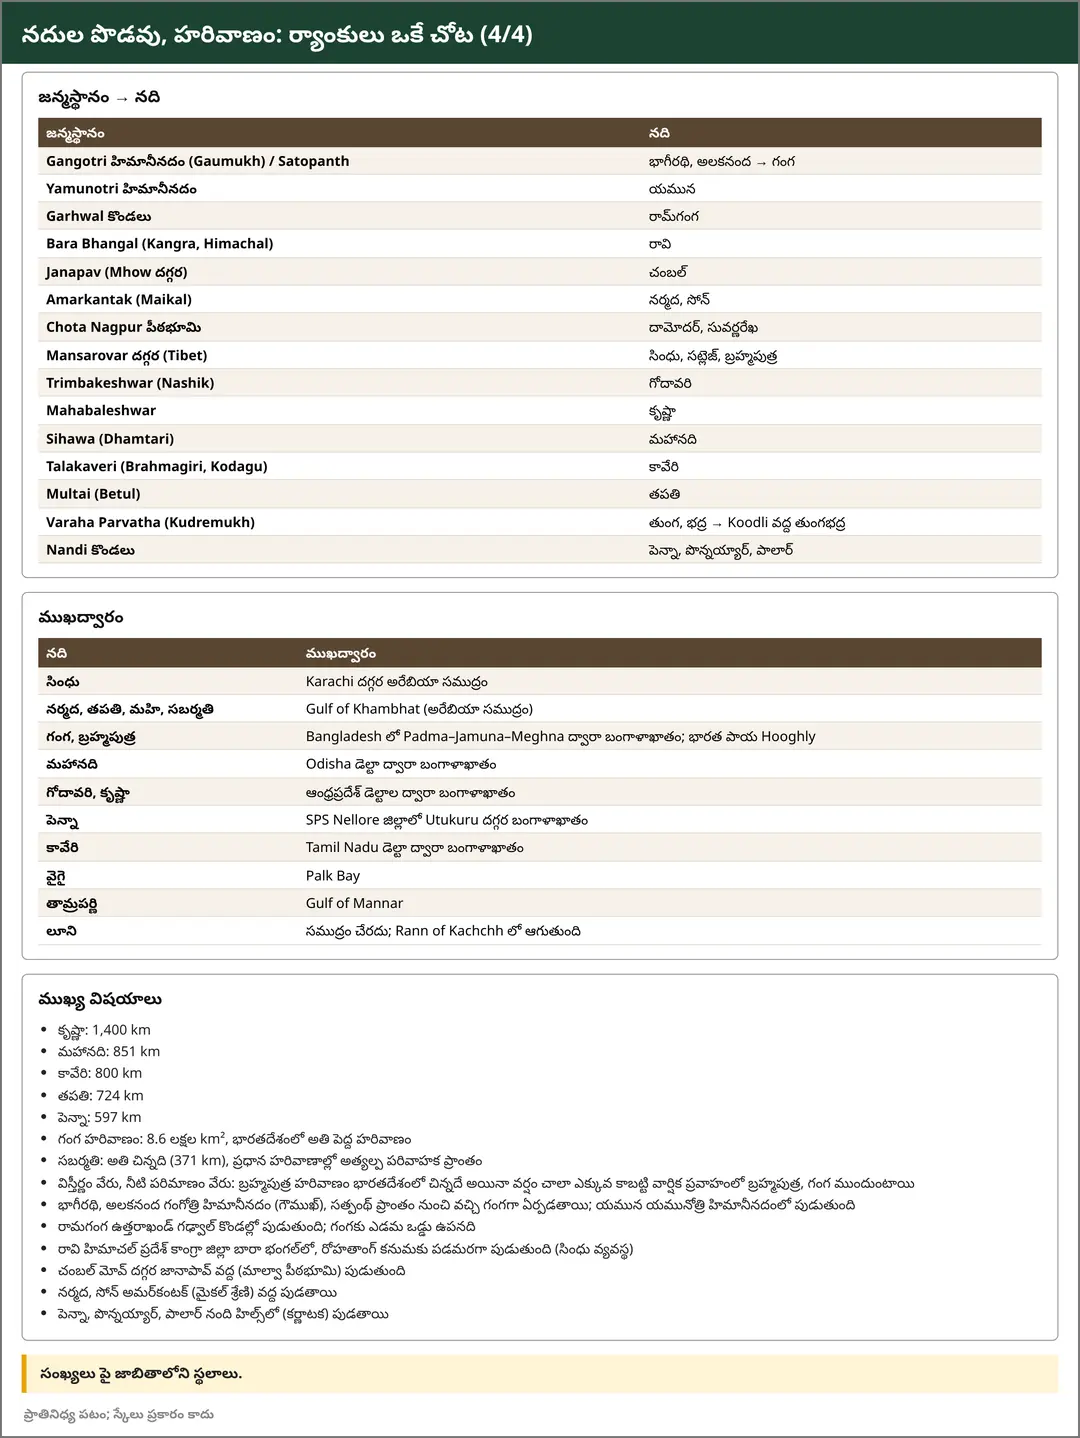 నదుల పొడవు, హరివాణం: ర్యాంకులు ఒకే చోట (4/4)
జన్మస్థానం → నది
జన్మస్థానం నది
Gangotri హిమానీనదం (Gaumukh) / Satopanth భాగీరథి, అలకనంద → గంగ
Yamunotri హిమానీనదం యమున
Garhwal కొండలు రామ్‌గంగ
Bara Bhangal (Kangra, Himachal) రావి
Janapav (Mhow దగ్గర) చంబల్
Amarkantak (Maikal) నర్మద, సోన్
Chota Nagpur పీఠభూమి దామోదర్, సువర్ణరేఖ
Mansarovar దగ్గర (Tibet) సింధు, సట్లెజ్, బ్రహ్మపుత్ర
Trimbakeshwar (Nashik) గోదావరి
Mahabaleshwar కృష్ణా
Sihawa (Dhamtari) మహానది
Talakaveri (Brahmagiri, Kodagu) కావేరి
Multai (Betul) తపతి
Varaha Parvatha (Kudremukh) తుంగ, భద్ర → Koodli వద్ద తుంగభద్ర
Nandi కొండలు పెన్నా, పొన్నయ్యార్, పాలార్
ముఖద్వారం
నది ముఖద్వారం
సింధు Karachi దగ్గర అరేబియా సముద్రం
నర్మద, తపతి, మహి, సబర్మతి Gulf of Khambhat (అరేబియా సముద్రం)
గంగ, బ్రహ్మపుత్ర Bangladesh లో Padma–Jamuna–Meghna ద్వారా బంగాళాఖాతం; భారత పాయ Hooghly
మహానది Odisha డెల్టా ద్వారా బంగాళాఖాతం
గోదావరి, కృష్ణా ఆంధ్రప్రదేశ్ డెల్టాల ద్వారా బంగాళాఖాతం
పెన్నా SPS Nellore జిల్లాలో Utukuru దగ్గర బంగాళాఖాతం
కావేరి Tamil Nadu డెల్టా ద్వారా బంగాళాఖాతం
వైగై Palk Bay
తామ్రపర్ణి Gulf of Mannar
లూని సముద్రం చేరదు; Rann of Kachchh లో ఆగుతుంది
ముఖ్య విషయాలు
• కృష్ణా: 1,400 km
• మహానది: 851 km
• కావేరి: 800 km
• తపతి: 724 km
• పెన్నా: 597 km
• గంగ హరివాణం: 8.6 లక్షల km², భారతదేశంలో అతి పెద్ద హరివాణం
• సబర్మతి: అతి చిన్నది (371 km), ప్రధాన హరివాణాల్లో అత్యల్ప పరివాహక ప్రాంతం
• విస్తీర్ణం వేరు, నీటి పరిమాణం వేరు: బ్రహ్మపుత్ర హరివాణం భారతదేశంలో చిన్నదే అయినా వర్షం చాలా ఎక్కువ కాబట్టి వార్షిక ప్రవాహంలో బ్రహ్మపుత్ర, గంగ ముందుంటాయి
• భాగీరథి, అలకనంద గంగోత్రి హిమానీనదం (గౌముఖ్), సత్పంథ్ ప్రాంతం నుంచి వచ్చి గంగగా ఏర్పడతాయి; యమున యమునోత్రి హిమానీనదంలో పుడుతుంది
• రామగంగ ఉత్తరాఖండ్ గఢ్వాల్ కొండల్లో పుడుతుంది; గంగకు ఎడమ ఒడ్డు ఉపనది
• రావి హిమాచల్ ప్రదేశ్ కాంగ్రా జిల్లా బారా భంగల్‌లో, రోహతాంగ్ కనుమకు పడమరగా పుడుతుంది (సింధు వ్యవస్థ)
• చంబల్ మోవ్ దగ్గర జానాపావ్ వద్ద (మాల్వా పీఠభూమి) పుడుతుంది
• నర్మద, సోన్ అమర్‌కంటక్ (మైకల్ శ్రేణి) వద్ద పుడతాయి
• పెన్నా, పొన్నయ్యార్, పాలార్ నంది హిల్స్‌లో (కర్ణాటక) పుడతాయి
సంఖ్యలు పై జాబితాలోని స్థలాలు.
ప్రాతినిధ్య పటం; స్కేలు ప్రకారం కాదు